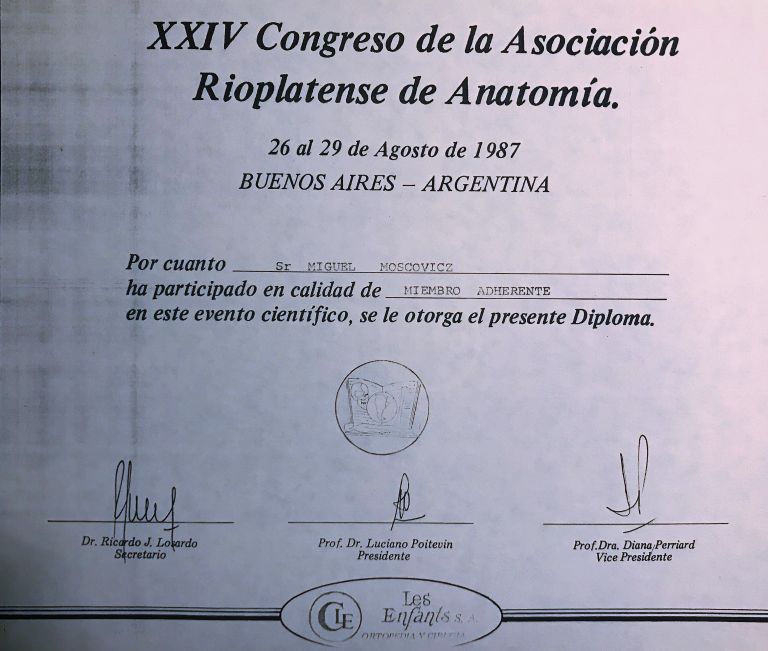 XXIV Congreso de la Asociación
Rioplatense de Anatomía.
26 al 29 de Agosto de 1987
BUENOS AIRES – ARGENTINA
Por cuanto Sr MIGUEL MOSCOVICZ
ha participado en calidad de MIEMBRO ADHERENTE
en este evento científico, se le otorga el presente Diploma.
Dr. Ricardo J. Losardo
Secretario
Prof. Dr. Luciano Poitevin
Presidente
Prof.Dra. Diana Perriard
Vice Presidente
CLE
Les
Enfants S. A.
ORTOPEDIA Y CIRUGIA